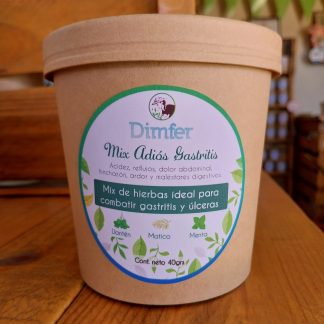 Dimfer
Mix Adiós Gastritis
Acidez, reflujos, dolor abdominal,
hinchazón, ardor y malestares digestivos
Mix de hierbas ideal para
combatir gastritis y úlceras
Llantén Matico Menta
Cont. neto 40grs